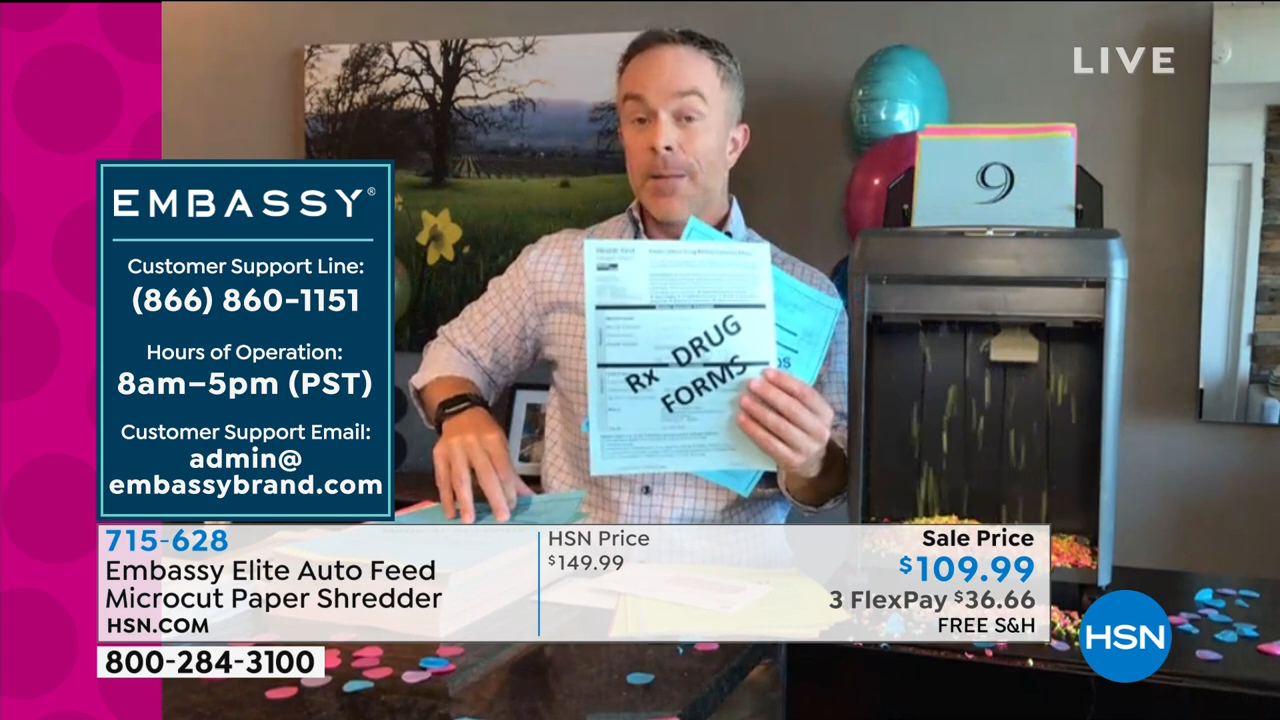 LIVE
EMBASSY®
Customer Support Line:
(866) 860-1151
Hours of Operation:
8am–5pm (PST)
Customer Support Email:
admin@
embassybrand.com
9
Rx DRUG
FORMS
715-628
Embassy Elite Auto Feed
Microcut Paper Shredder
HSN.COM
HSN Price
$149.99
Sale Price
$109.99
3 FlexPay $36.66
FREE S&H
HSN
800-284-3100